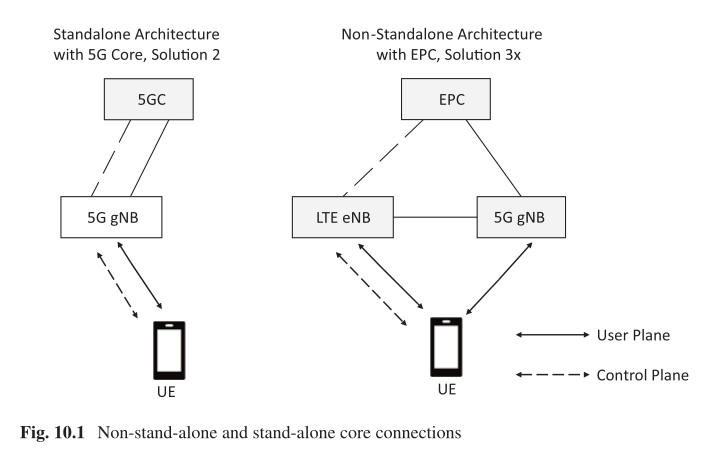 Standalone Architecture
with 5G Core, Solution 2
Non-Standalone Architecture
with EPC, Solution 3x
5GC
EPC
5G gNB
LTE eNB
5G gNB
UE
UE
User Plane
Control Plane
Fig. 10.1 Non-stand-alone and stand-alone core connections